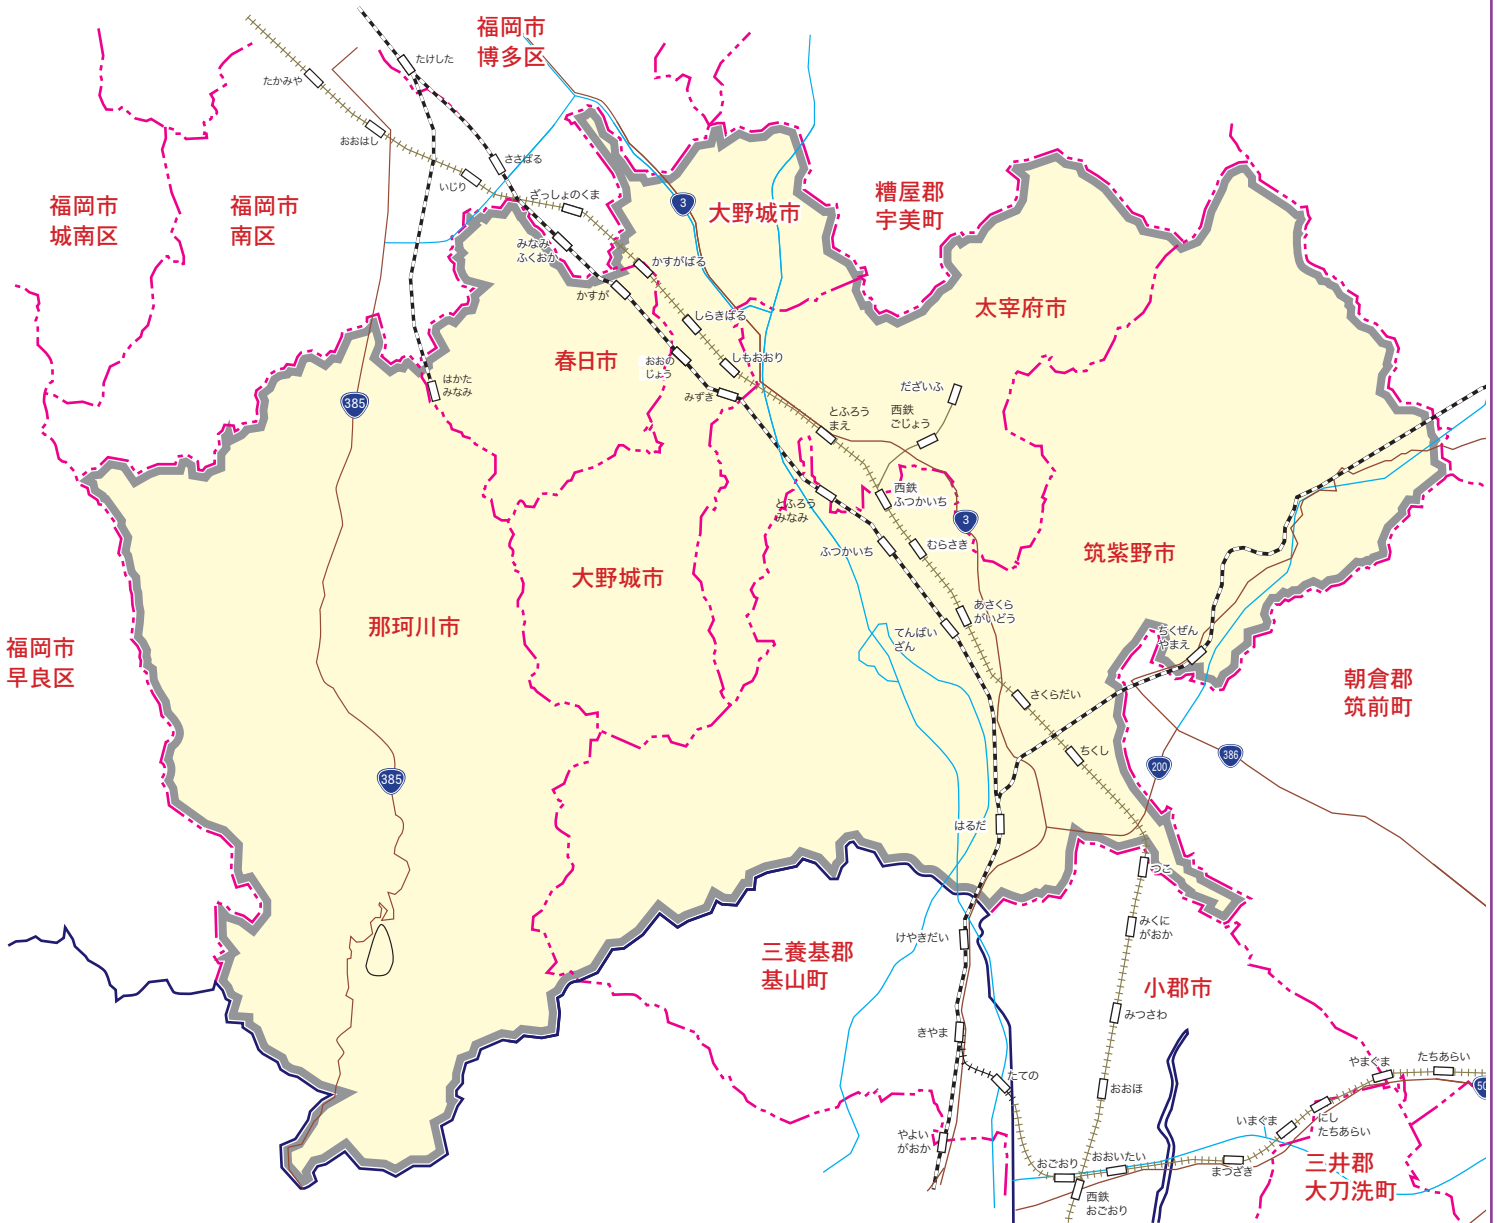 福岡市
博多区
たけした
たかみや
おおはし
ささばる
いじり
ざっしょのくま
福岡市
城南区
福岡市
南区
3
大野城市
糟屋郡
宇美町
みなみ
ふくおか
かすがばる
かすが
しらきばる
太宰府市
春日市
おおの
じょう
しもおおり
はかた
みなみ
みずき
385
だざいふ
とふろう
まえ
西鉄
ごじょう
とふろう
みなみ
西鉄
ふつかいち
3
ふつかいち
むらさき
筑紫野市
大野城市
あさくら
がいどう
那珂川市
てんぱい
ざん
ちくぜん
やまえ
福岡市
早良区
朝倉郡
筑前町
さくらだい
ちくし
386
200
385
はるだ
つこ
みくに
がおか
けやきだい
三養基郡
基山町
小郡市
みつさわ
きやま
たての
やまぐま
たちあらい
50
おおほ
いまぐま
にし
たちあらい
やよい
がおか
おごおり
おおいたい
まつざき
三井郡
大刀洗町
西鉄
おごおり